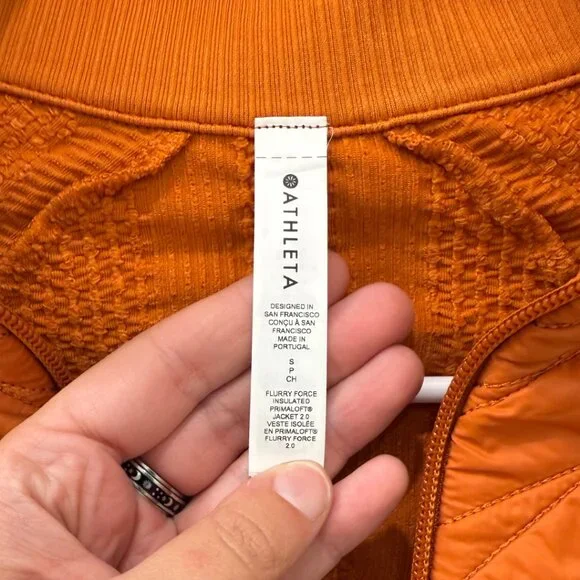 ATHLETA
DESIGNED IN
SAN FRANCISCO
CONÇU À SAN
FRANCISCO
MADE IN
PORTUGAL
S
P
CH
FLURRY FORCE
INSULATED
PRIMALOFT®
JACKET 2.0
VESTE ISOLÉE
EN PRIMALOFT®
FLURRY FORCE
2.0